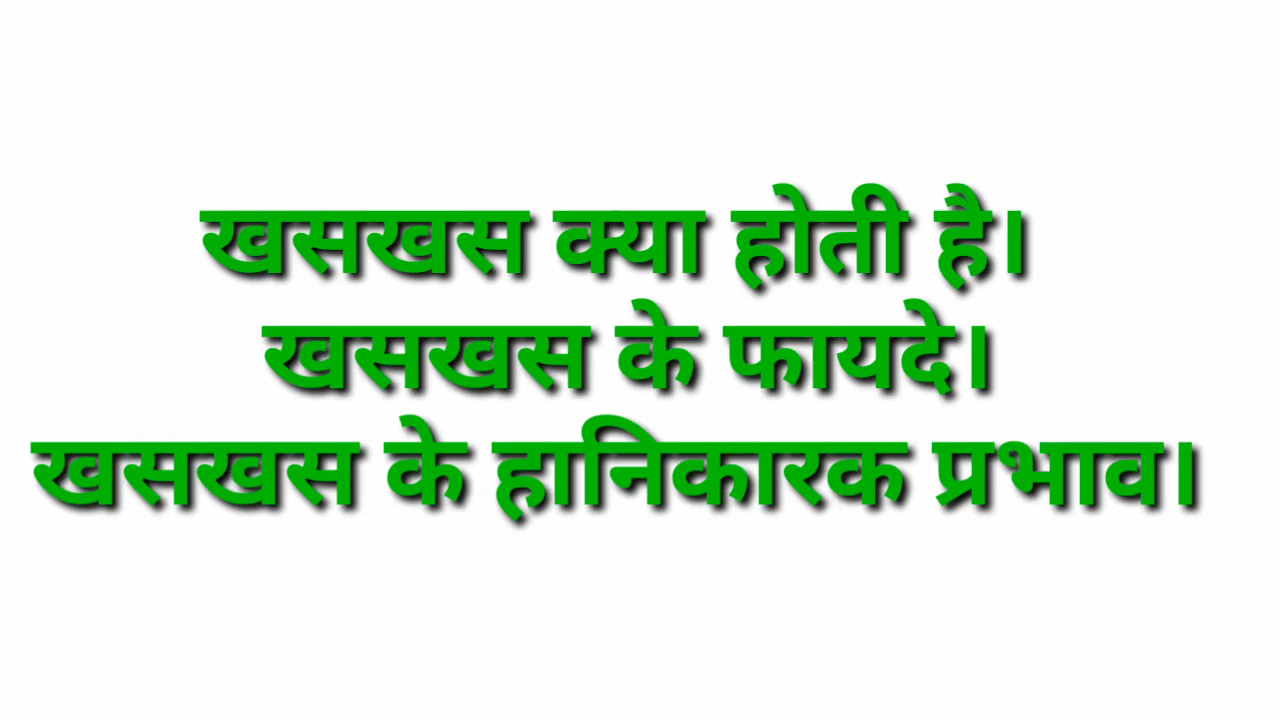 खसखस क्या होती है।
खसखस के फायदे।
खसखस के हानिकारक प्रभाव।